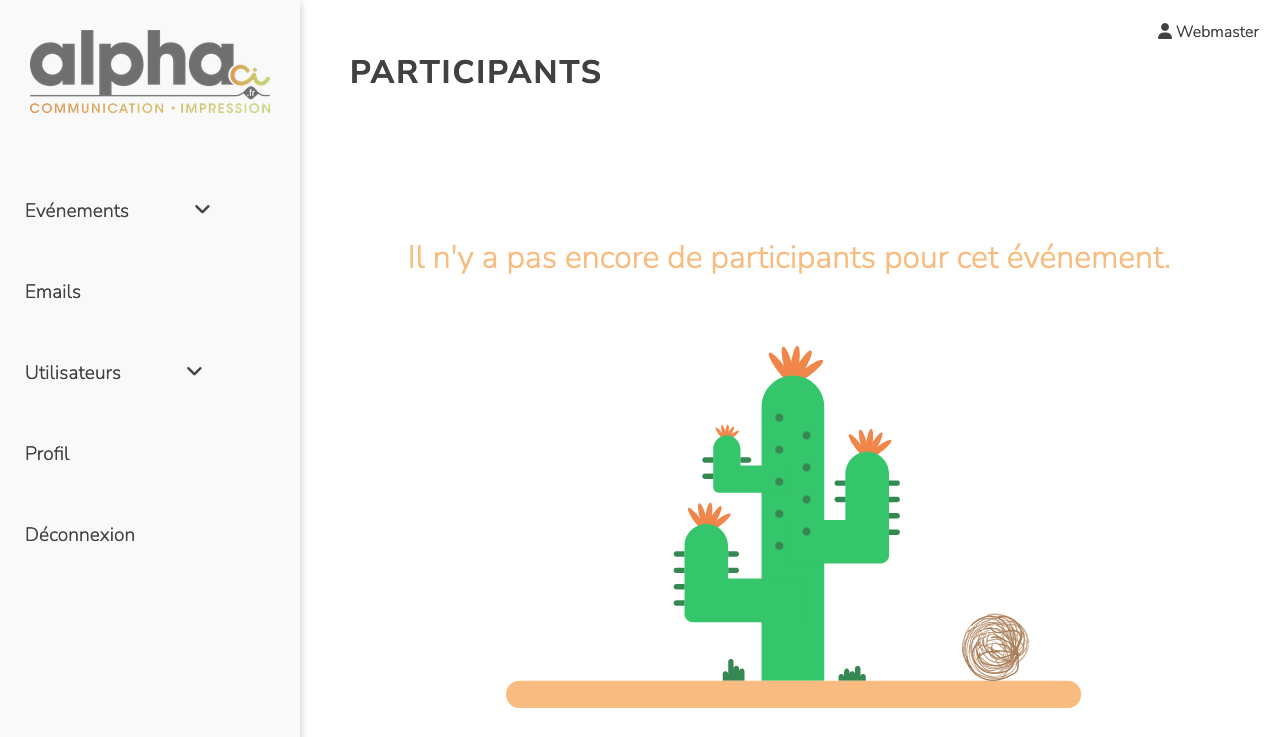 alpha
ci
.fr
COMMUNICATION • IMPRESSION
Webmaster
PARTICIPANTS
Evénements
Emails
Utilisateurs
Profil
Déconnexion
Il n'y a pas encore de participants pour cet événement.